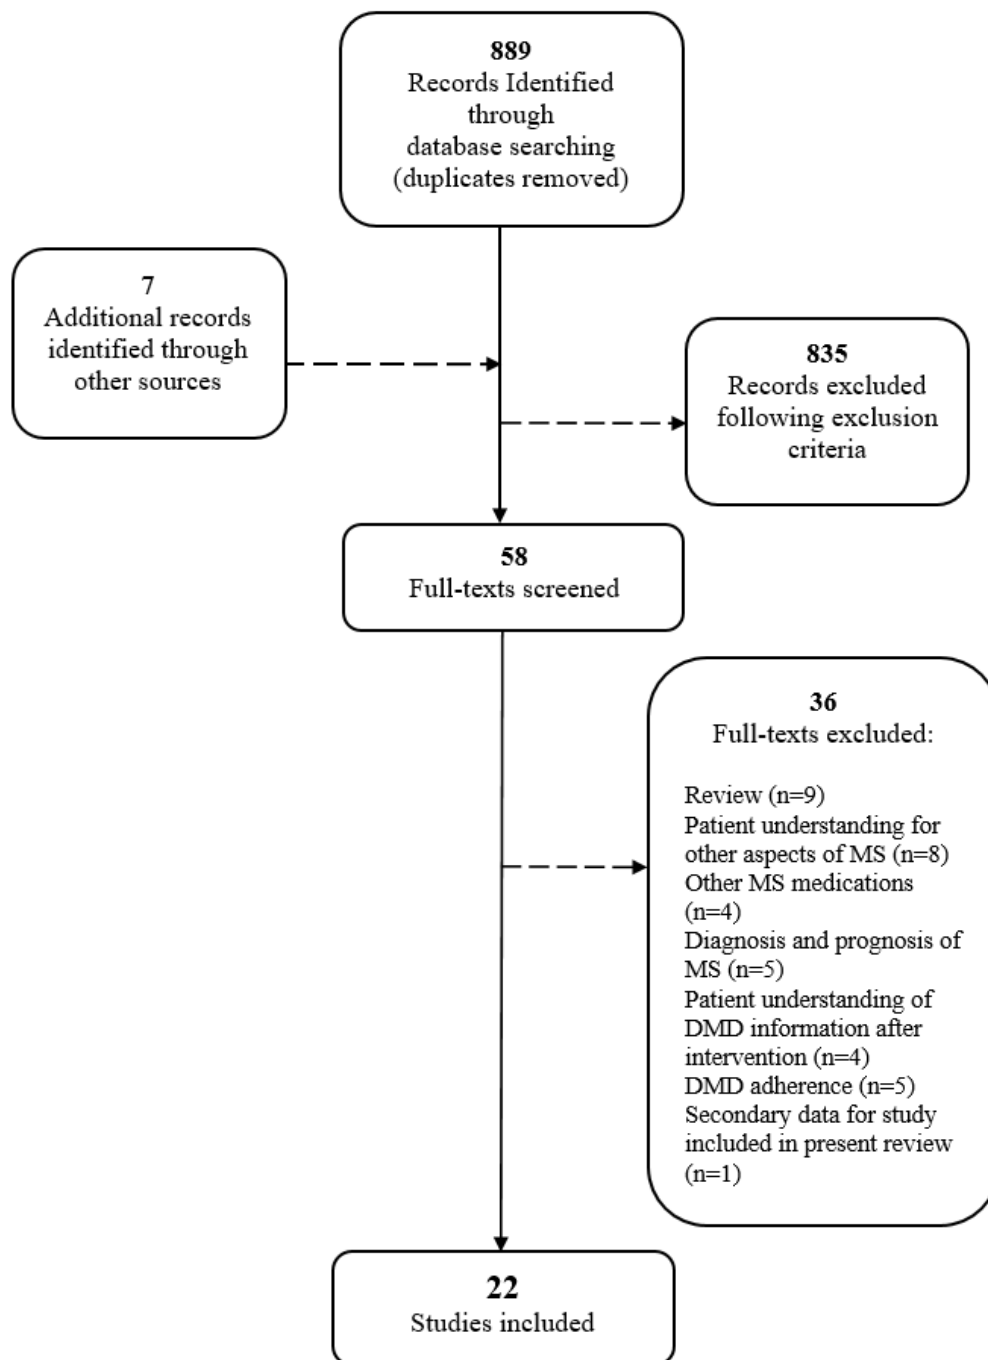 889
Records Identified
through
database searching
(duplicates removed)
7
Additional records
identified through
other sources
835
Records excluded
following exclusion
criteria
58
Full-texts screened
36
Full-texts excluded:
Review (n=9)
Patient understanding for
other aspects of MS (n=8)
Other MS medications
(n=4)
Diagnosis and prognosis of
MS (n=5)
Patient understanding of
DMD information after
intervention (n=4)
DMD adherence (n=5)
Secondary data for study
included in present review
(n=1)
22
Studies included